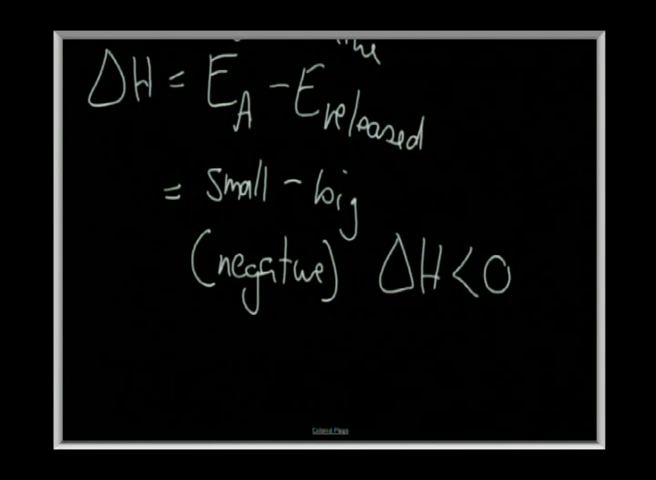 ΔH = E_A - E_released
= small - big
(negative) ΔH < 0